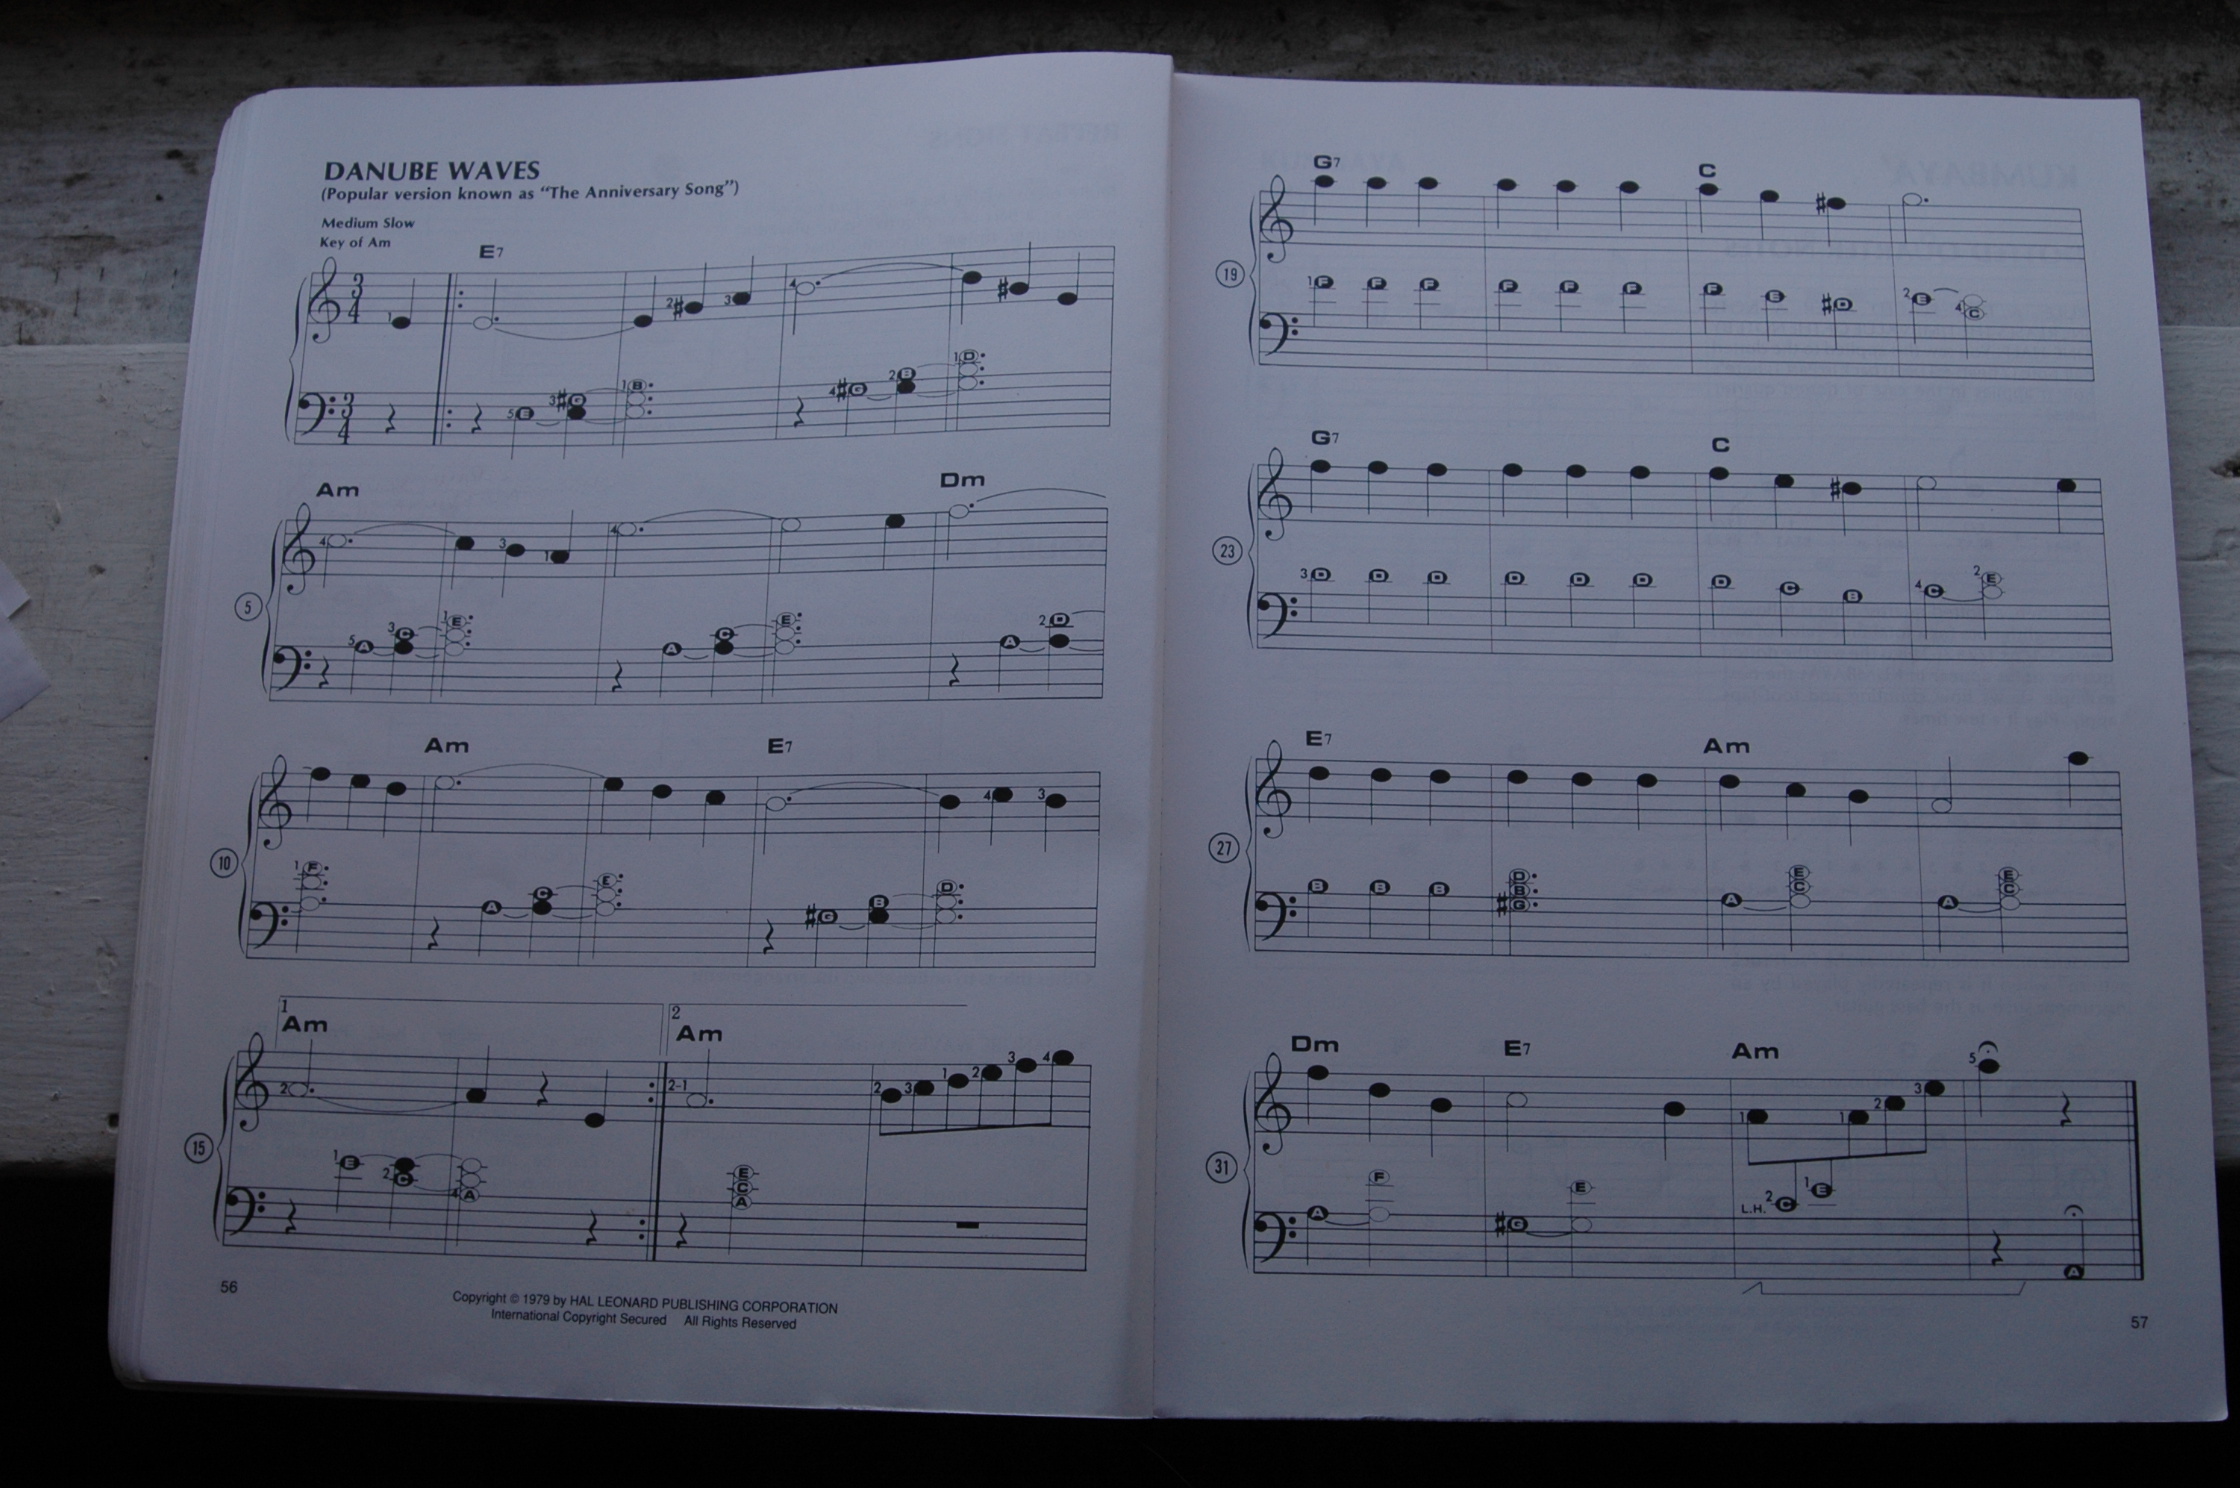 DANUBE WAVES
(Popular version known as "The Anniversary Song")
Medium Slow
Key of Am
E7
3 4
1 2 # 3 4 #
3 4
5 E 3 # G 1 B 4 # G 2 B 1 D
Am Dm
4 3 1 4
5
5 A 3 C 1 E A C E A 2 D
Am E7
4 3
10
1 F A C E # G B D
1 2
Am Am
2 2-1 2 3 1 2 3 4
15
1 E 2 C 4 A E C A
56
Copyright © 1979 by HAL LEONARD PUBLISHING CORPORATION
International Copyright Secured All Rights Reserved
G7 C
#
19
1 F F F F F F F E # D 2 E 4 C
G7 C
#
23
3 D D D D D D D C B 4 C 2 E
E7 Am
27
B B B D B # G A E C A E C
Dm E7 Am
1 1 2 3 5
31
A F # G E L.H. 2 C 1 E A
57